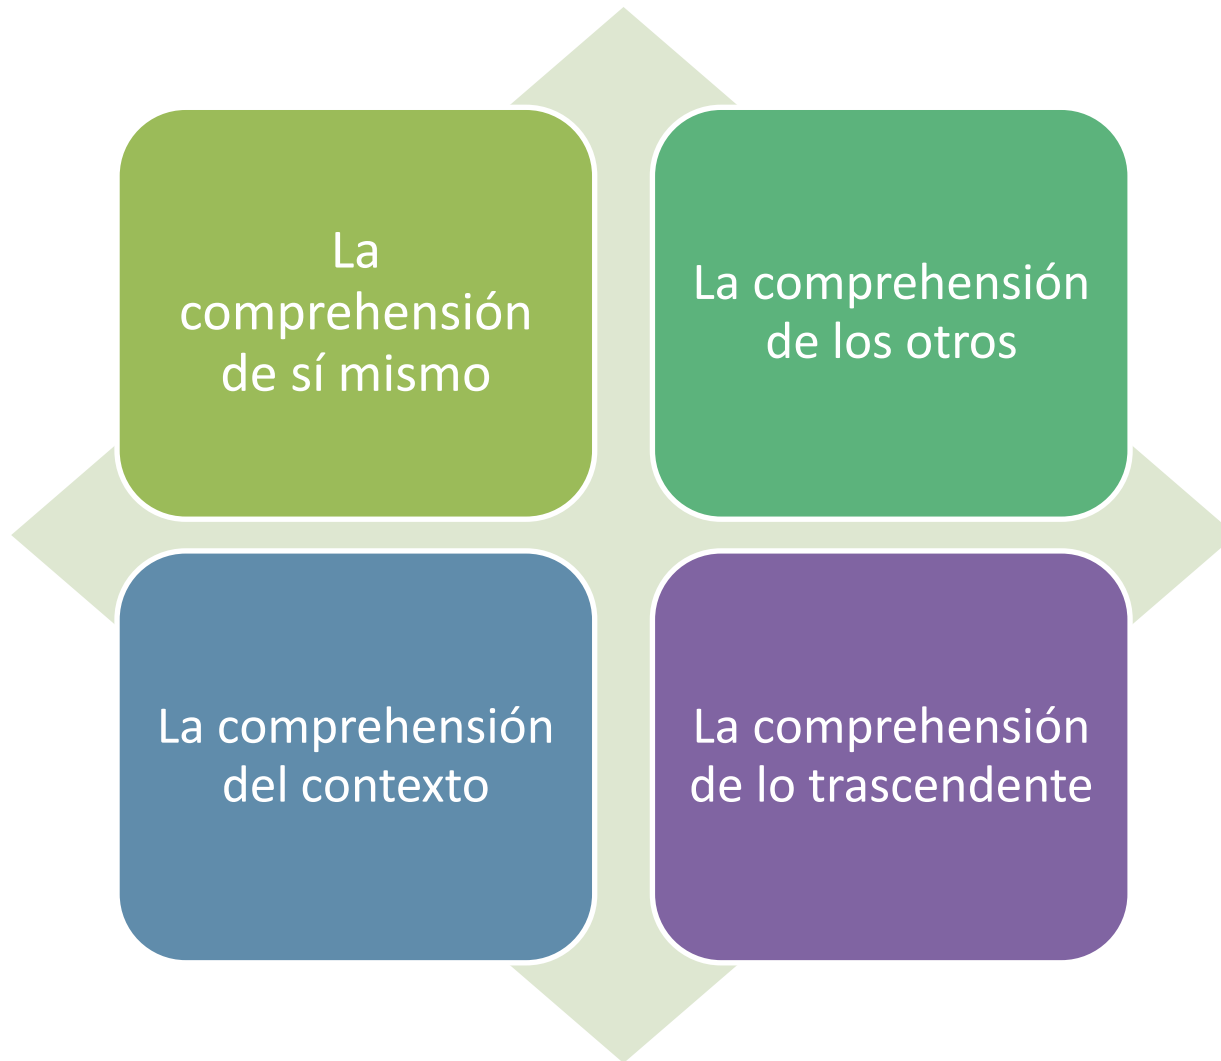 La
comprehensión
de sí mismo
La comprehensión
de los otros
La comprehensión
del contexto
La comprehensión
de lo trascendente